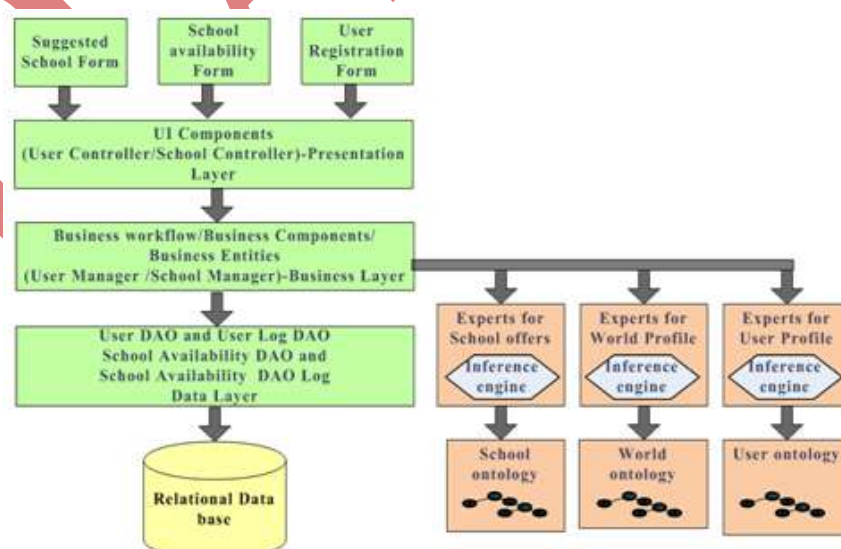 Suggested
School Form
School
availability
Form
User
Registration
Form
UI Components
(User Controller/School Controller)-Presentation
Layer
Business workflow/Business Components/
Business Entities
(User Manager /School Manager)-Business Layer
User DAO and User Log DAO
School Availability DAO and
School Availability DAO Log
Data Layer
Relational Data
base
Experts for
School offers
Inference
engine
Experts for
World Profile
Inference
engine
Experts for
User Profile
Inference
engine
School
ontology
World
ontology
User ontology